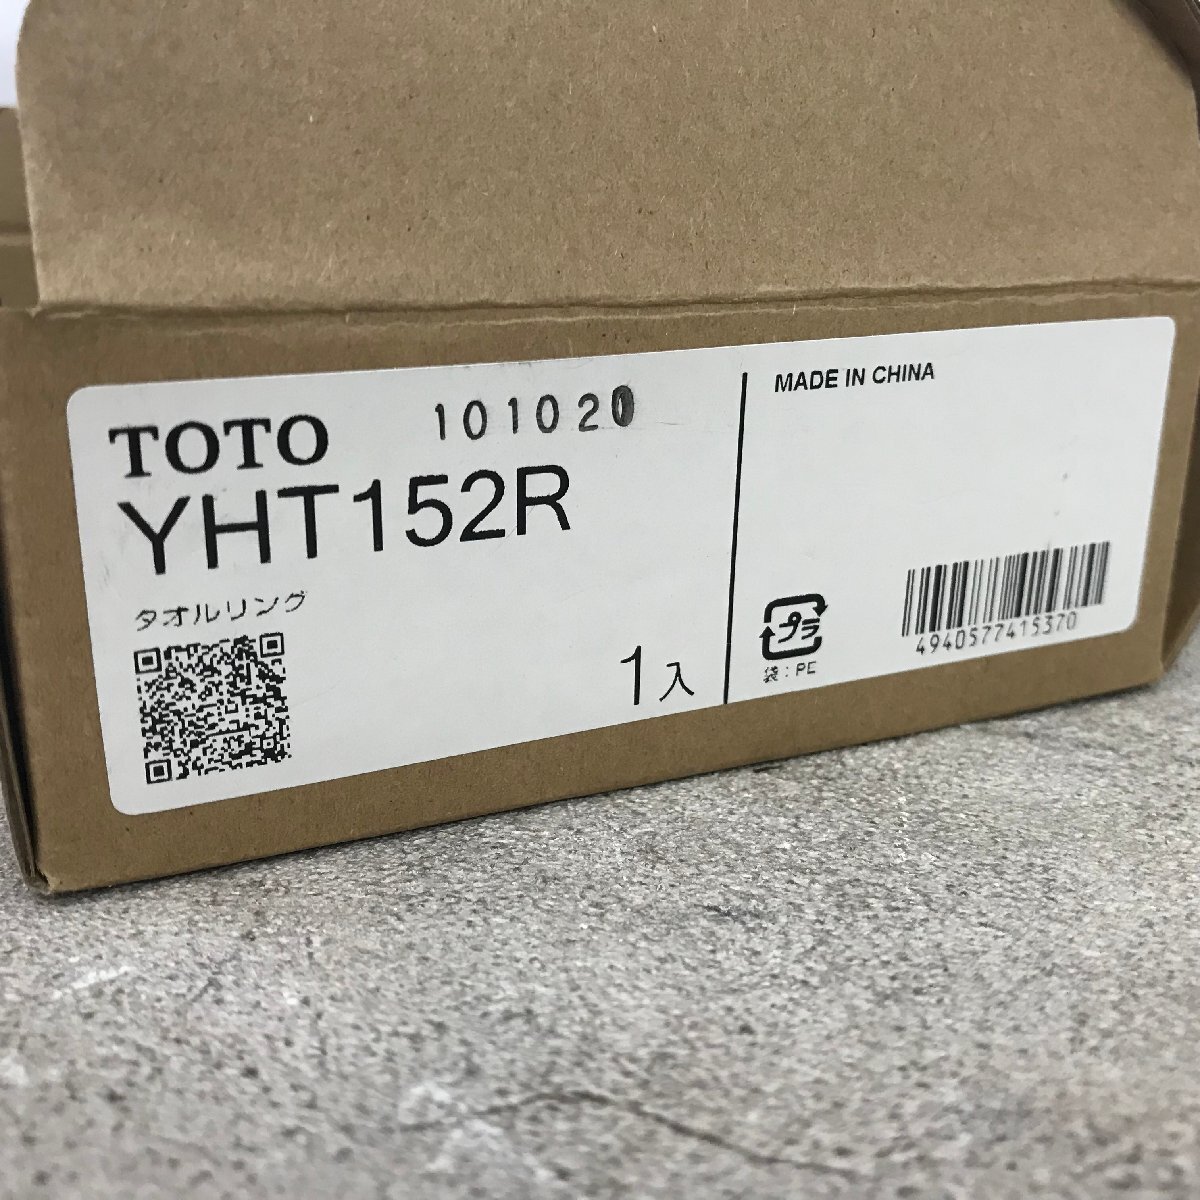 TOTO 101020
YHT152R
タオルリング
1入
MADE IN CHINA
プラ
袋:PE
4940577415370